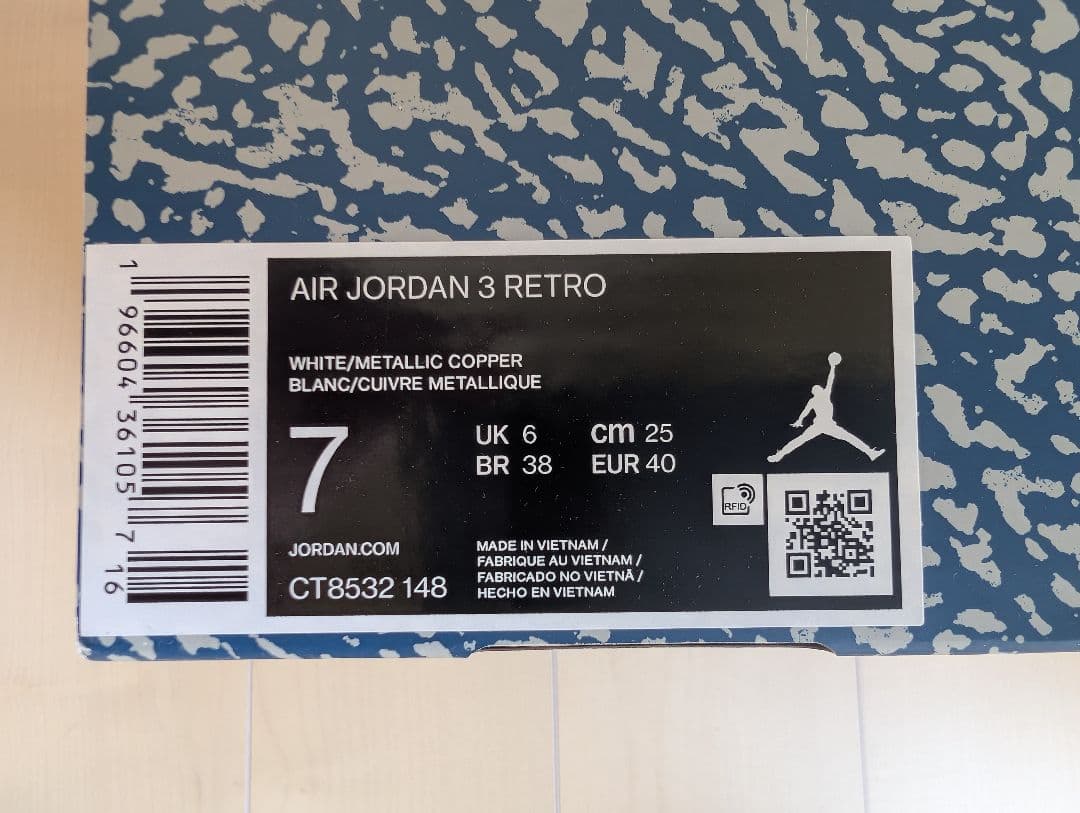 AIR JORDAN 3 RETRO
WHITE/METALLIC COPPER
BLANC/CUIVRE METALLIQUE
7
UK 6 cm 25
BR 38 EUR 40
RFID
JORDAN.COM
CT8532 148
MADE IN VIETNAM /
FABRIQUE AU VIETNAM /
FABRICADO NO VIETNÃ /
HECHO EN VIETNAM
1 96604 36105 7 16